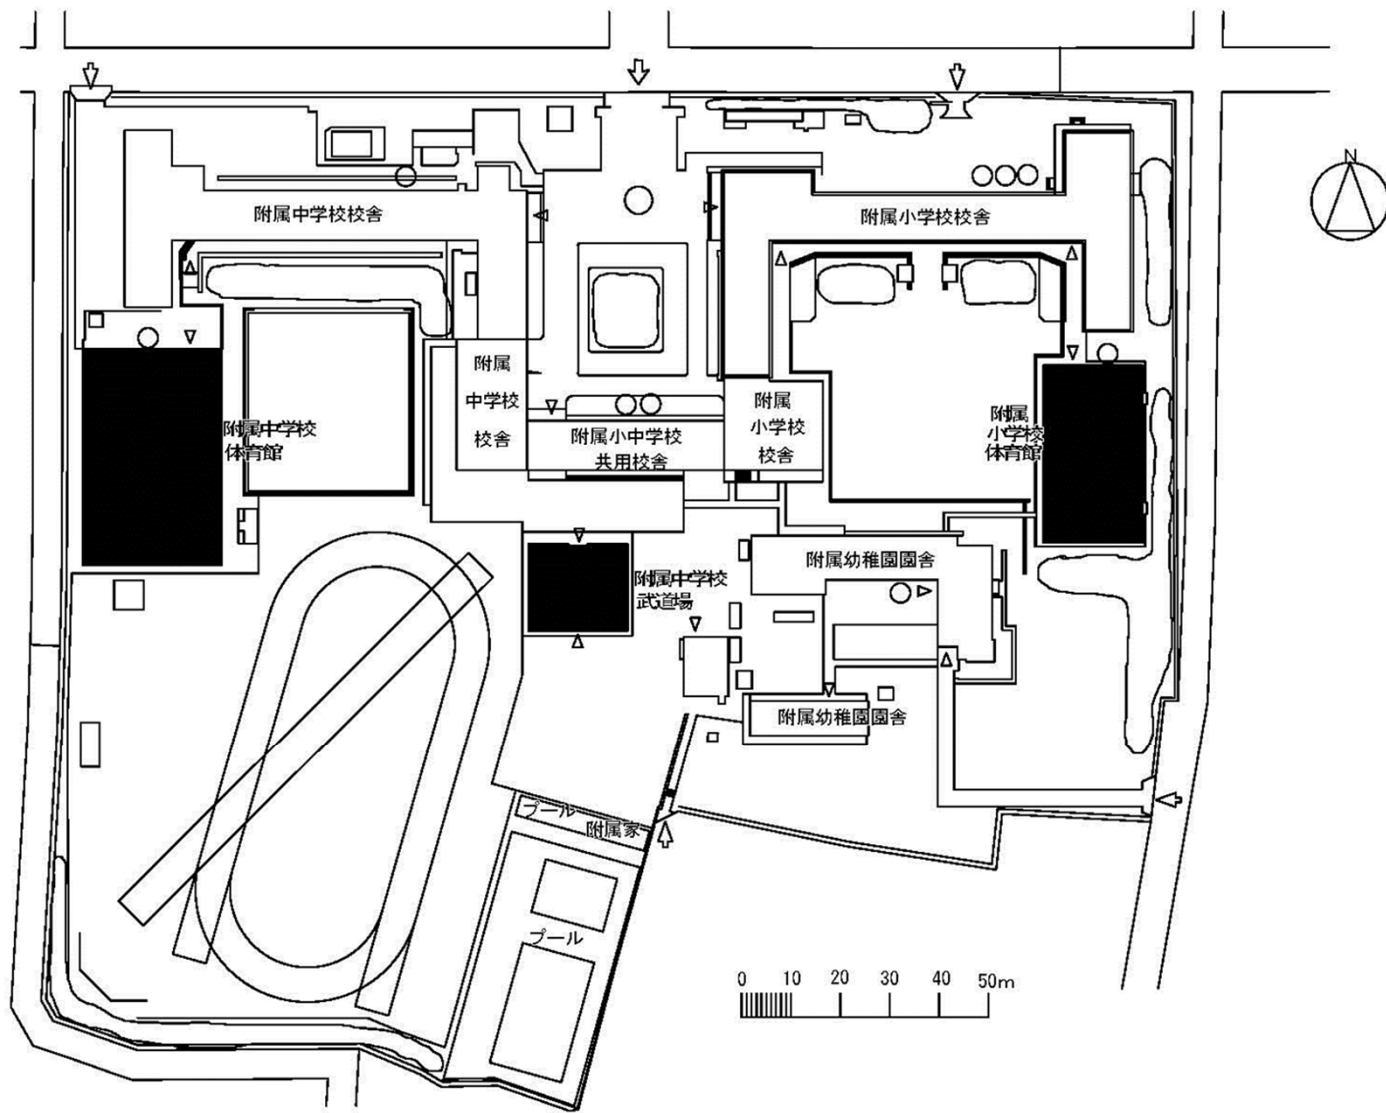 N
附属中学校校舎
附属小学校校舎
附属
中学校
校舎
附属小中学校
共用校舎
附属
小学校
校舎
附属中学校
体育館
附属
小学校
体育館
附属中学校
武道場
附属幼稚園園舎
附属幼稚園園舎
プール
附属家
プール
0 10 20 30 40 50m